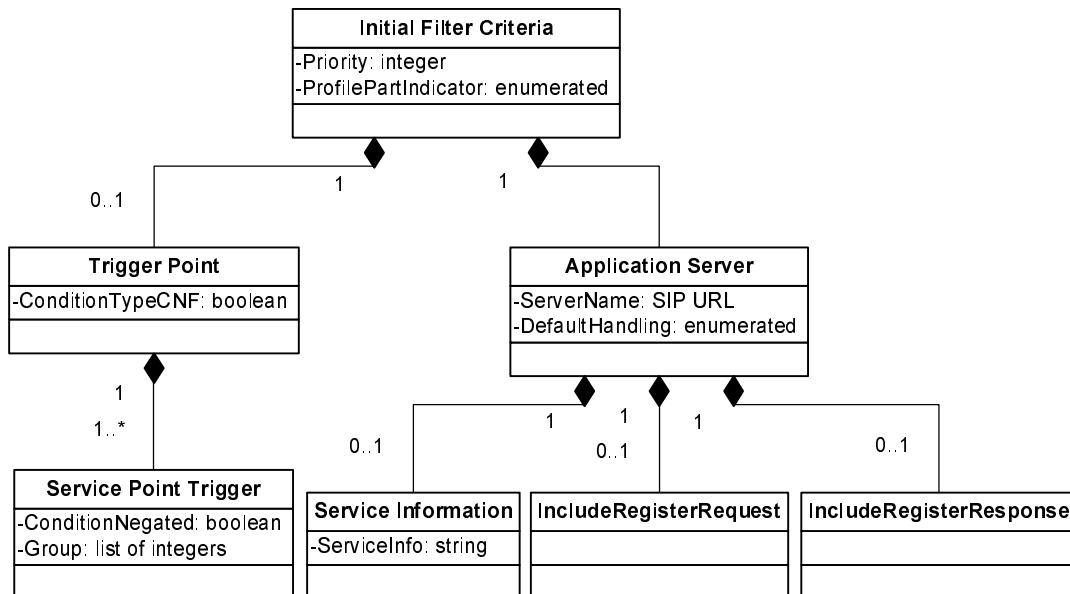 Initial Filter Criteria
-Priority: integer
-ProfilePartIndicator: enumerated
1
1
0..1
Trigger Point
-ConditionTypeCNF: boolean
Application Server
-ServerName: SIP URL
-DefaultHandling: enumerated
1
1..*
1
1
1
0..1
0..1
0..1
Service Point Trigger
-ConditionNegated: boolean
-Group: list of integers
Service Information
-ServiceInfo: string
IncludeRegisterRequest
IncludeRegisterResponse